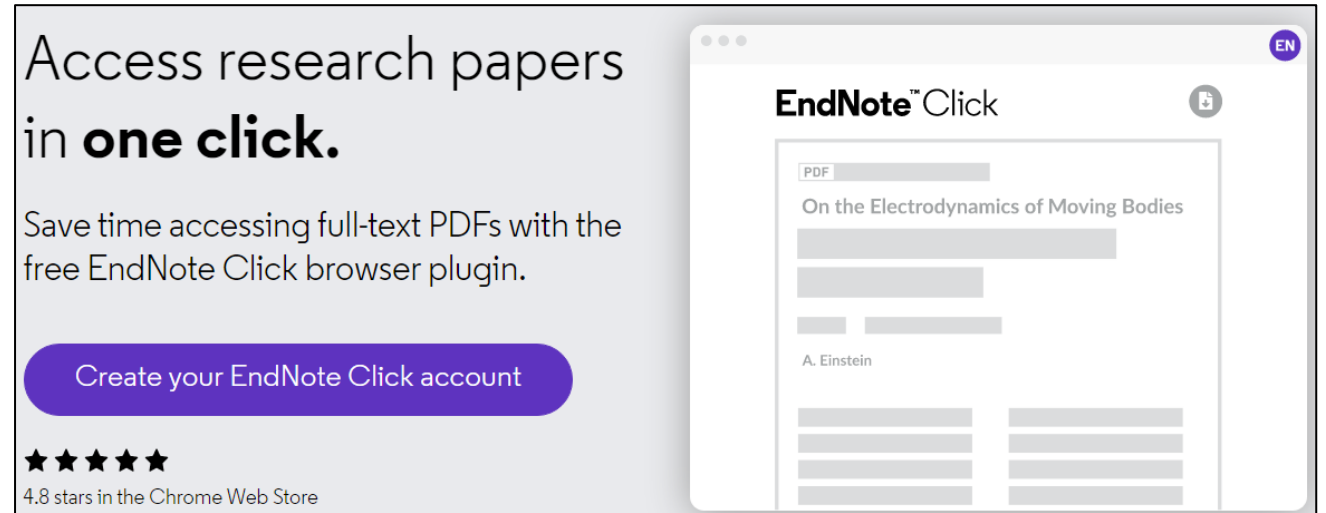 Access research papers
in one click.
Save time accessing full-text PDFs with the
free EndNote Click browser plugin.
Create your EndNote Click account
4.8 stars in the Chrome Web Store
EN
EndNote™ Click
PDF
On the Electrodynamics of Moving Bodies
A. Einstein